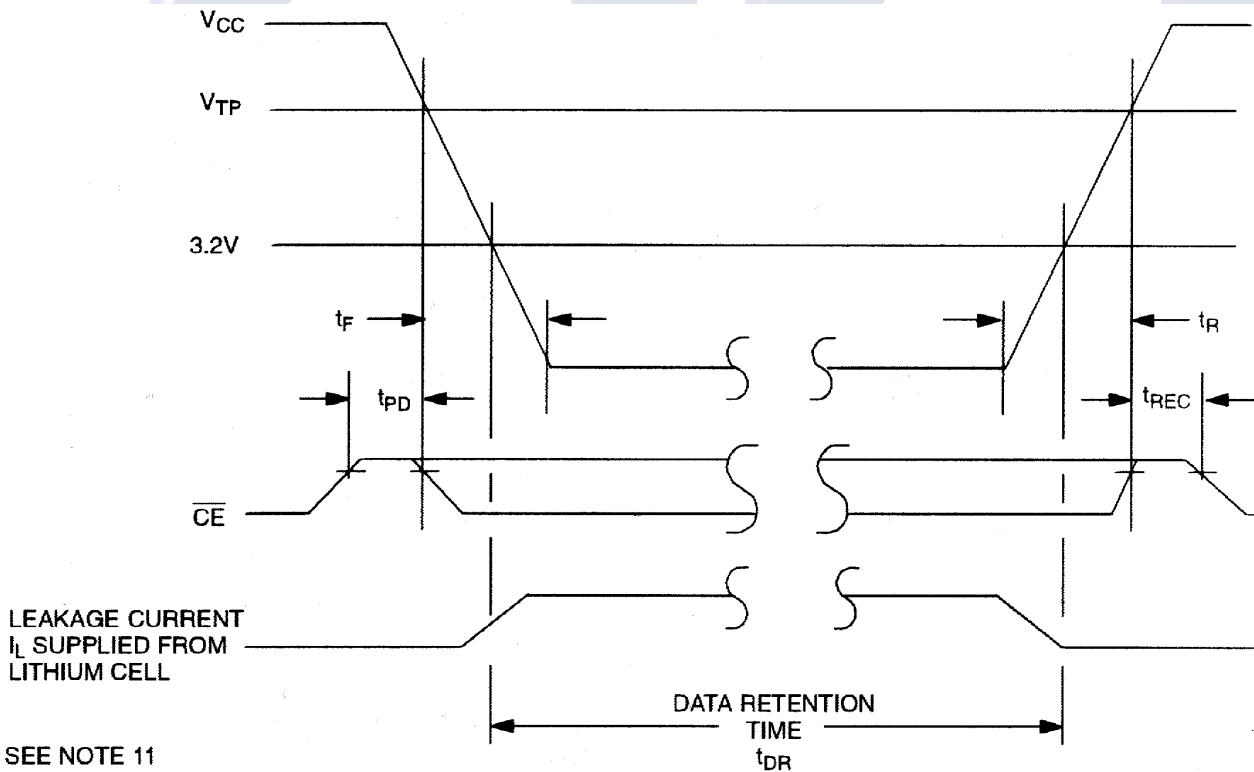 VCC
VTP
3.2V
tF
tR
tPD
tREC
CE
LEAKAGE CURRENT
IL SUPPLIED FROM
LITHIUM CELL
DATA RETENTION
TIME
tDR
SEE NOTE 11